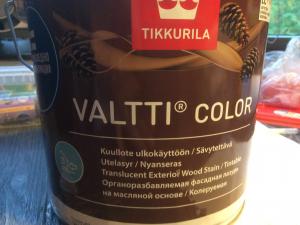 TIKKURILA
VALTTI® COLOR
Kuullote ulkokäyttöön / Sävytettävä
Utelasyr / Nyanseras
Translucent Exterior Wood Stain / Tintable
Органоразбавляемая фасадная лазурь
на масляной основе / Колеруемая